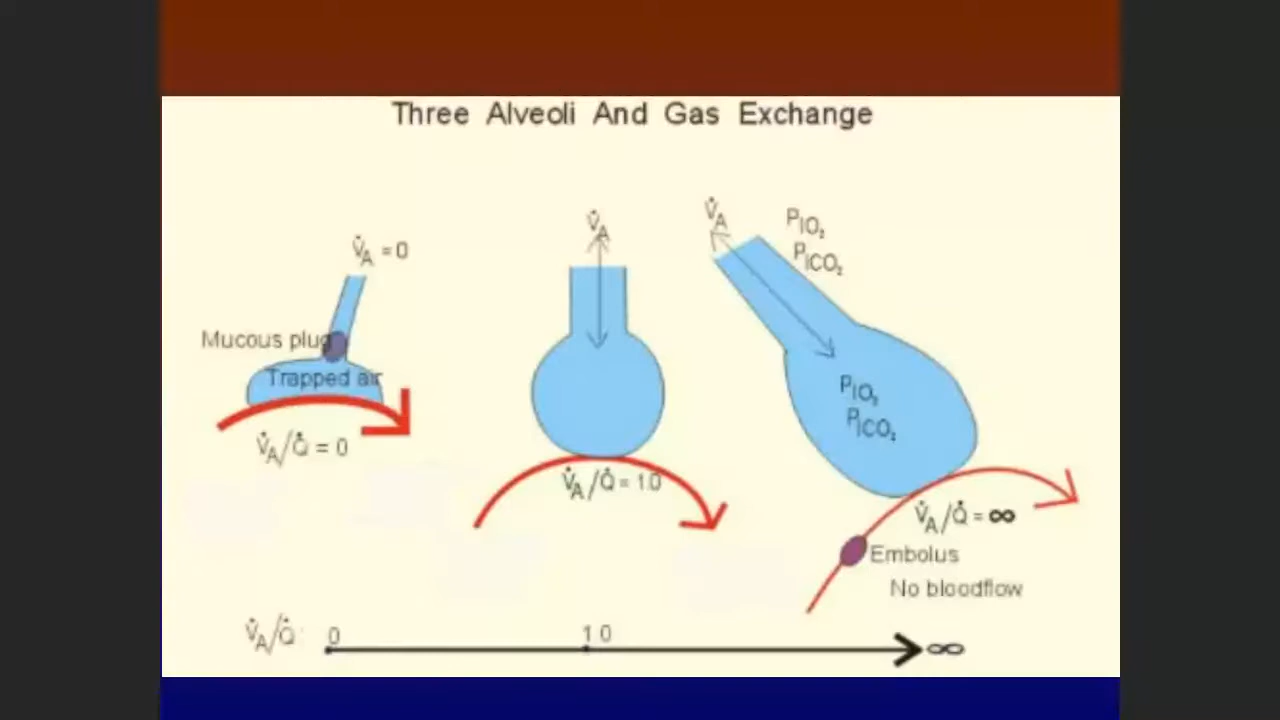 Three Alveoli And Gas Exchange
V̇A = 0
Mucous plug
Trapped air
V̇A/Q̇ = 0
V̇A
V̇A/Q̇ = 1.0
V̇A
PIO2
PICO2
PIO2
PICO2
V̇A/Q̇ = ∞
Embolus
No bloodflow
V̇A/Q̇: 0 1 0 ∞